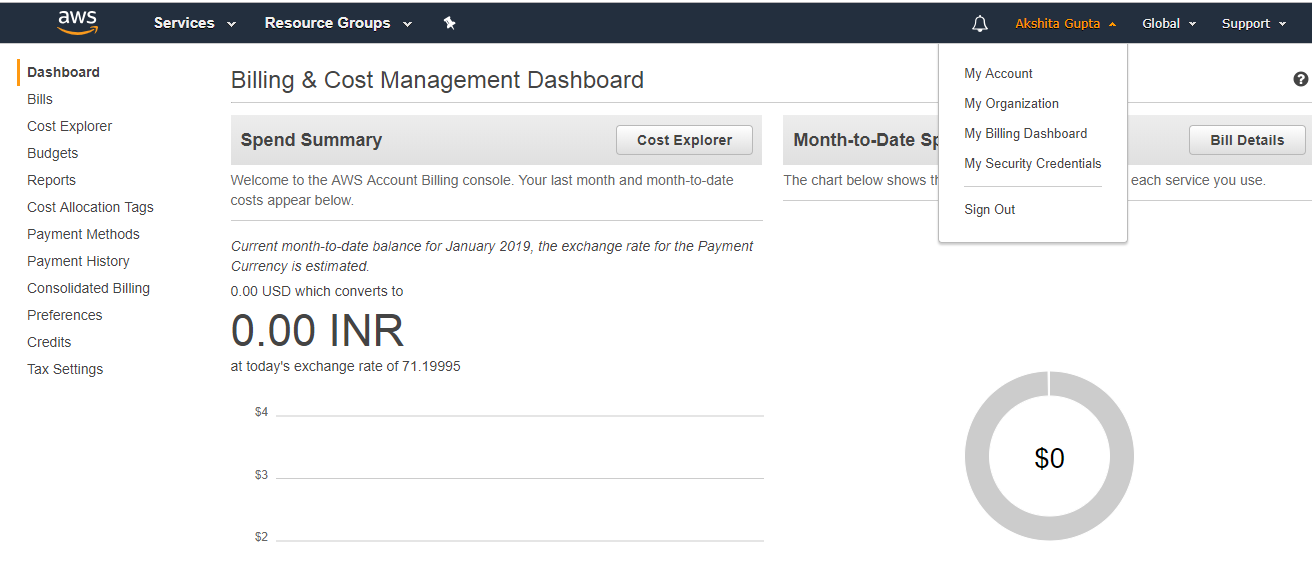 aws
Services
Resource Groups
Akshita Gupta
Global
Support
Dashboard
Bills
Cost Explorer
Budgets
Reports
Cost Allocation Tags
Payment Methods
Payment History
Consolidated Billing
Preferences
Credits
Tax Settings
Billing & Cost Management Dashboard
?
Spend Summary
Cost Explorer
Welcome to the AWS Account Billing console. Your last month and month-to-date
costs appear below.
Current month-to-date balance for January 2019, the exchange rate for the Payment
Currency is estimated.
0.00 USD which converts to
0.00 INR
at today's exchange rate of 71.19995
$4
$3
$2
My Account
My Organization
My Billing Dashboard
My Security Credentials
Sign Out
Month-to-Date Sp
Bill Details
The chart below shows th each service you use.
$0